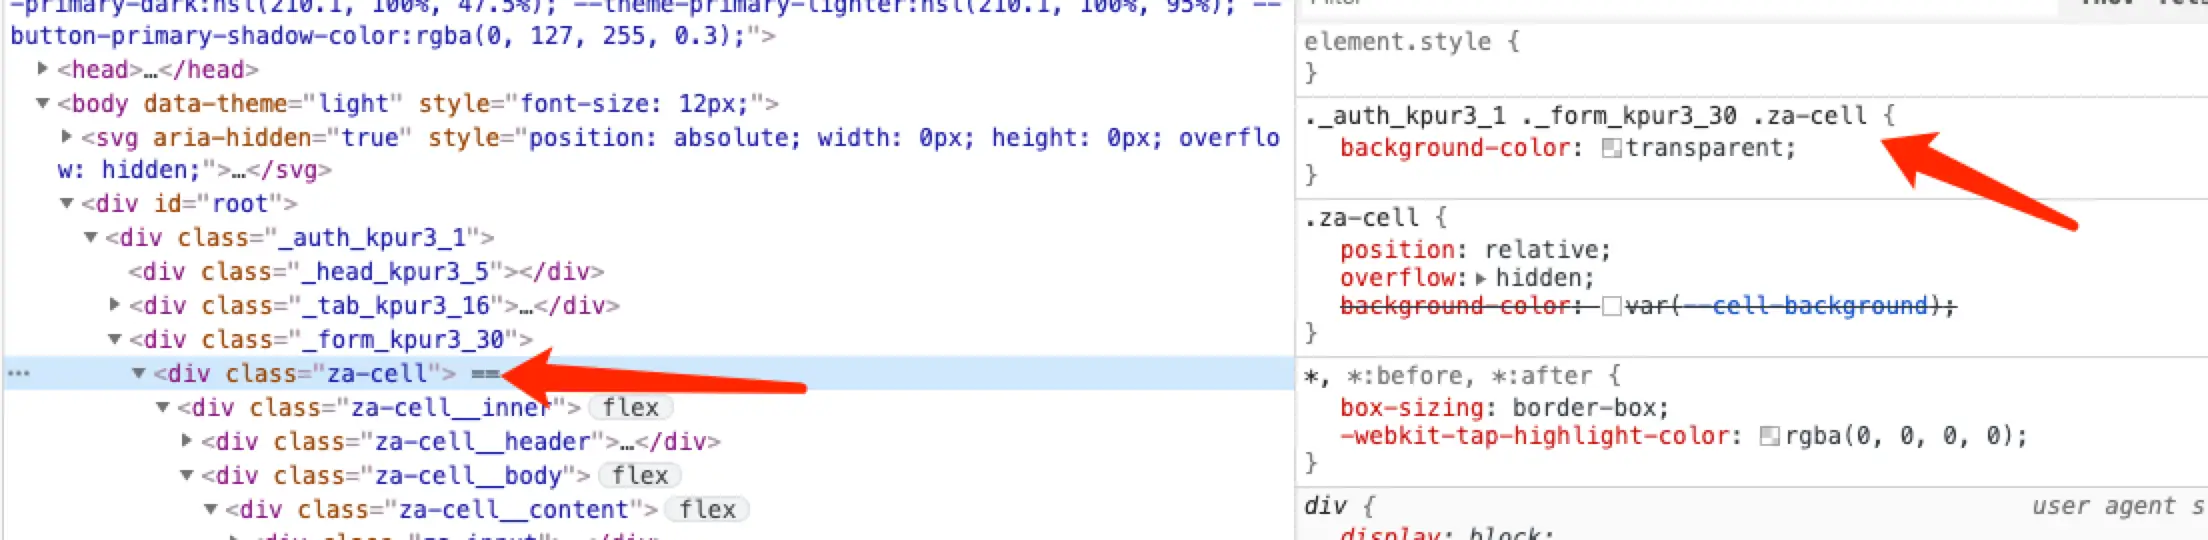 -primary-dark:hsl(210.1, 100%, 47.5%); --theme-primary-lighter:hsl(210.1, 100%, 95%); --
button-primary-shadow-color:rgba(0, 127, 255, 0.3);">
<head>…</head>
<body data-theme="light" style="font-size: 12px;">
<svg aria-hidden="true" style="position: absolute; width: 0px; height: 0px; overflo
w: hidden;">…</svg>
<div id="root">
<div class="_auth_kpur3_1">
<div class="_head_kpur3_5"></div>
<div class="_tab_kpur3_16">…</div>
<div class="_form_kpur3_30">
… <div class="za-cell"> ==
<div class="za-cell__inner"> flex
<div class="za-cell__header">…</div>
<div class="za-cell__body"> flex
<div class="za-cell__content"> flex
element.style {
}
._auth_kpur3_1 ._form_kpur3_30 .za-cell {
background-color: transparent;
}
.za-cell {
position: relative;
overflow: hidden;
background-color: var(--cell-background);
}
*, *:before, *:after {
box-sizing: border-box;
-webkit-tap-highlight-color: rgba(0, 0, 0, 0);
}
div { user agent s
display: block;